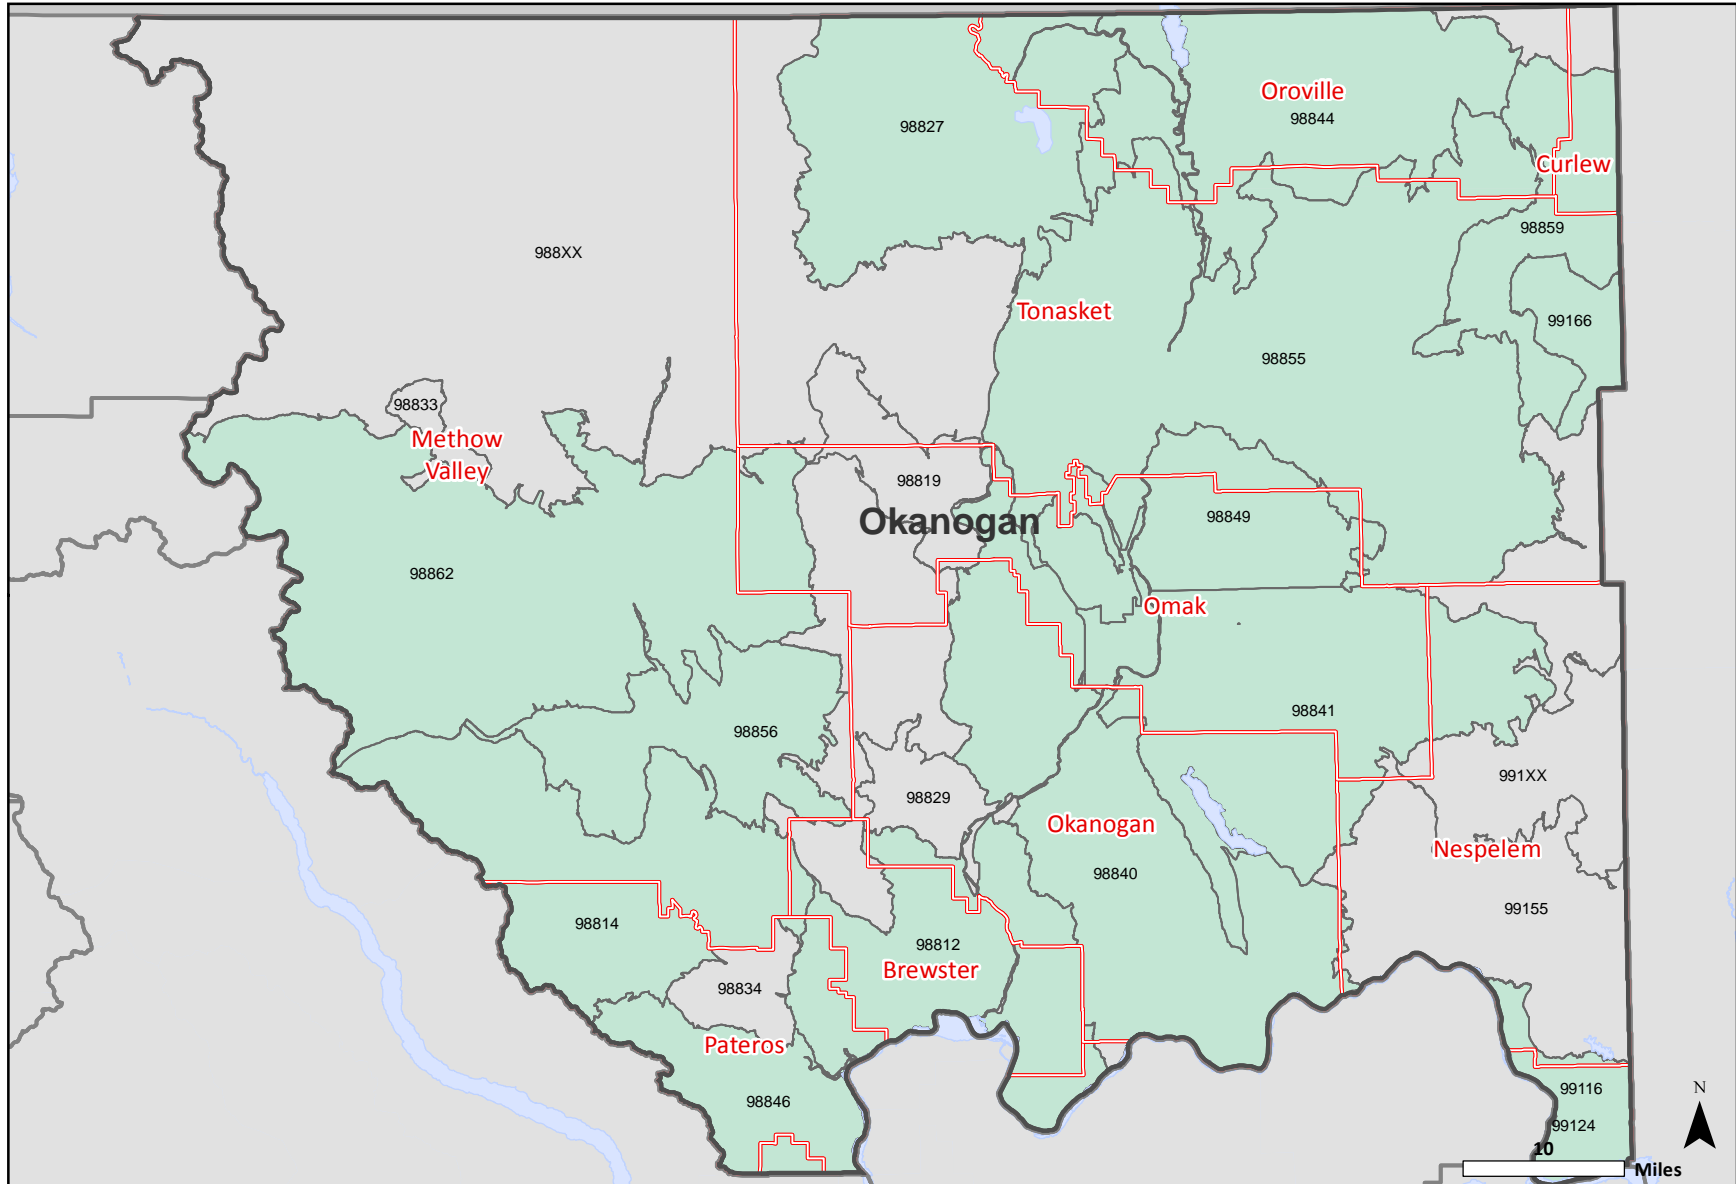 Oroville
98844
98827
Curlew
98859
988XX
Tonasket
99166
98855
98833
Methow
Valley
98819
Okanogan
98849
98862
Omak
98841
98856
991XX
98829
Okanogan
Nespelem
98840
99155
98814
98812
Brewster
98834
Pateros
N
99116
98846
99124
10
Miles